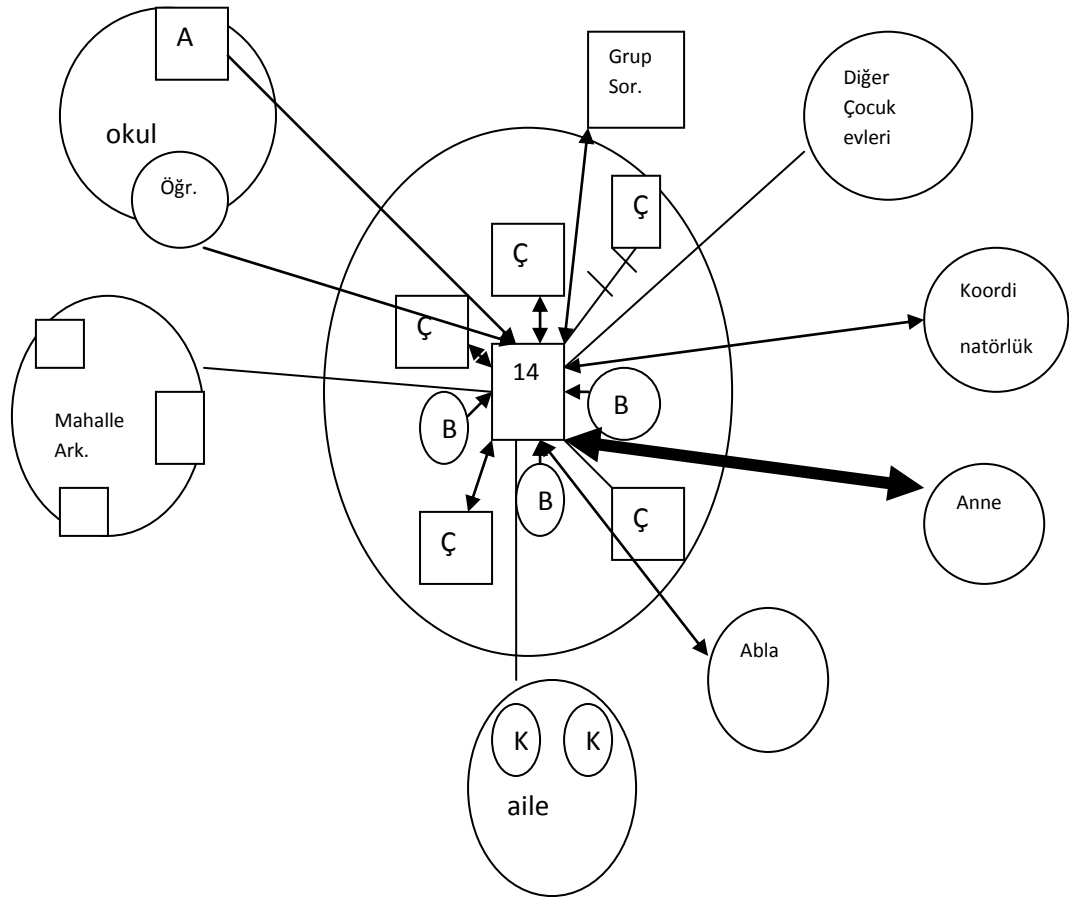 A
okul
Öğr.
Grup
Sor.
Diğer
Çocuk
evleri
Ç
Ç
Ç
14
Koordi
natörlük
Mahalle
Ark.
B
B
B
Ç
Ç
Anne
Abla
K
K
aile